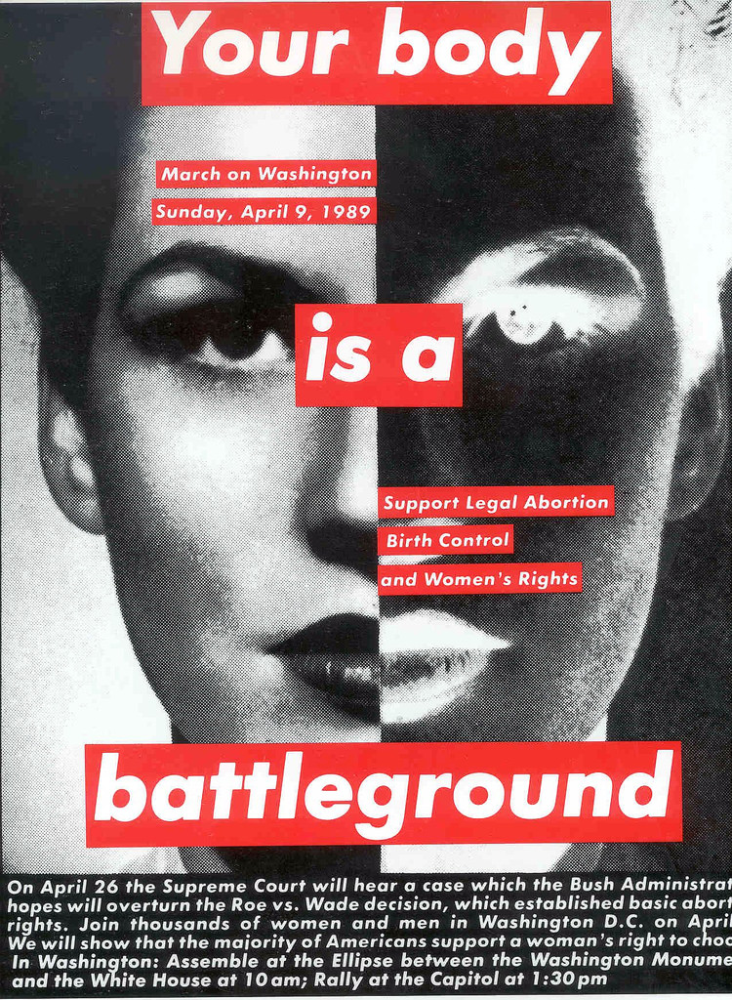 Your body
March on Washington
Sunday, April 9, 1989
is a
Support Legal Abortion
Birth Control
and Women's Rights
battleground
On April 26 the Supreme Court will hear a case which the Bush Administrat
hopes will overturn the Roe vs. Wade decision, which established basic abort
rights. Join thousands of women and men in Washington D.C. on April
We will show that the majority of Americans support a woman's right to choo
In Washington: Assemble at the Ellipse between the Washington Monume
and the White House at 10 am; Rally at the Capitol at 1:30 pm